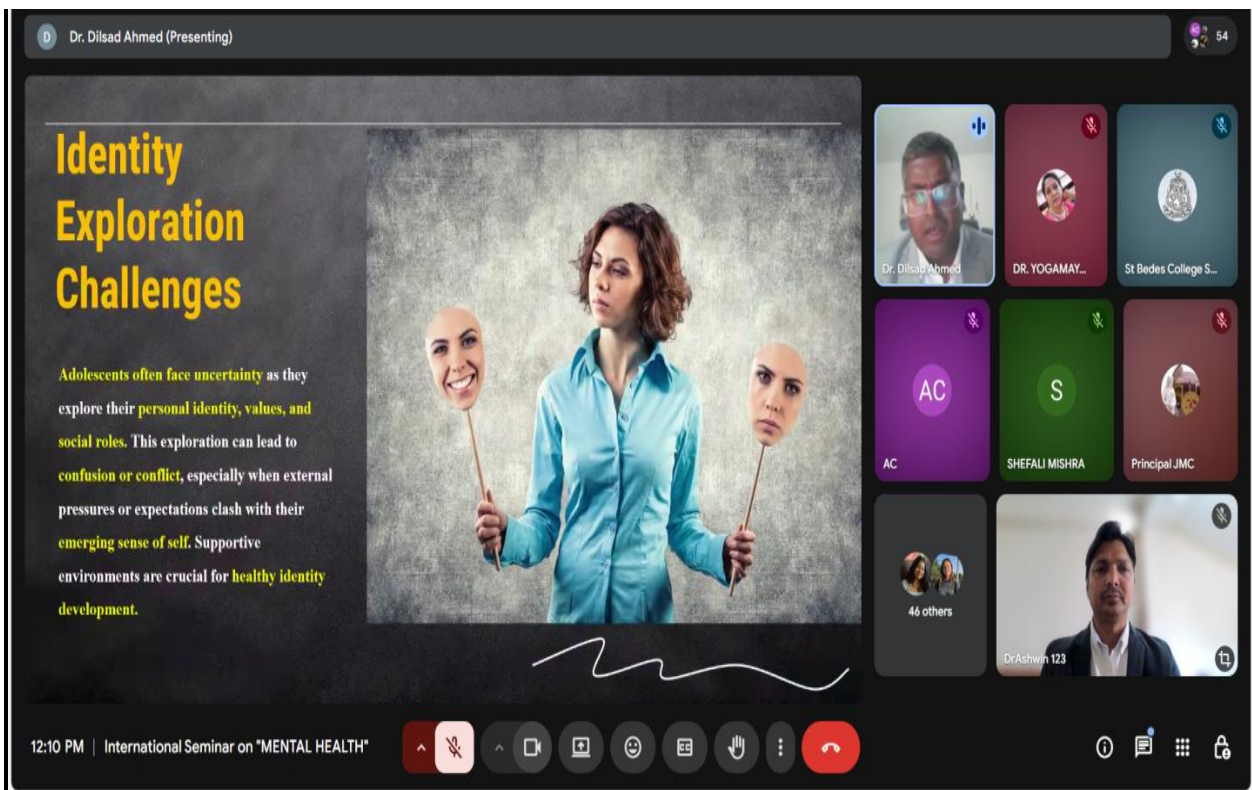 D Dr. Dilsad Ahmed (Presenting)
AC 54
Identity
Exploration
Challenges
Adolescents often face uncertainty as they
explore their personal identity, values, and
social roles. This exploration can lead to
confusion or conflict, especially when external
pressures or expectations clash with their
emerging sense of self. Supportive
environments are crucial for healthy identity
development.
Dr. Dilsad Ahmed
DR. YOGAMAY...
St Bedes College S...
AC
AC
S
SHEFALI MISHRA
Principal JMC
46 others
DrAshwin 123
12:10 PM | International Seminar on "MENTAL HEALTH"
CC